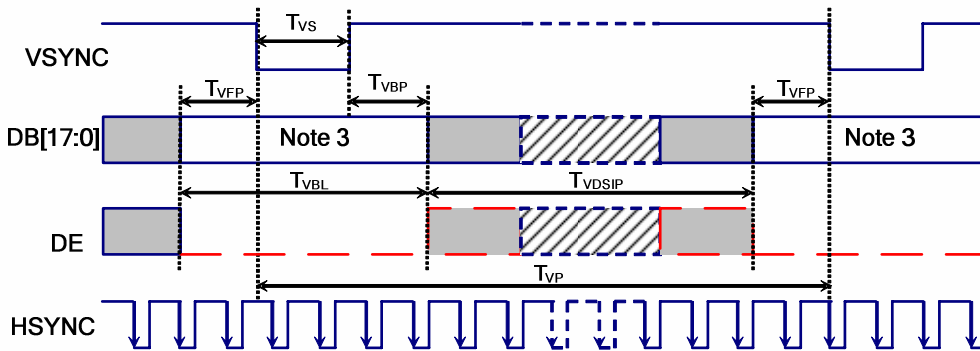 TVS
VSYNC
TVFP
TVBP
TVFP
DB[17:0]
Note 3
Note 3
TVBL
TVDSIP
DE
TVP
HSYNC